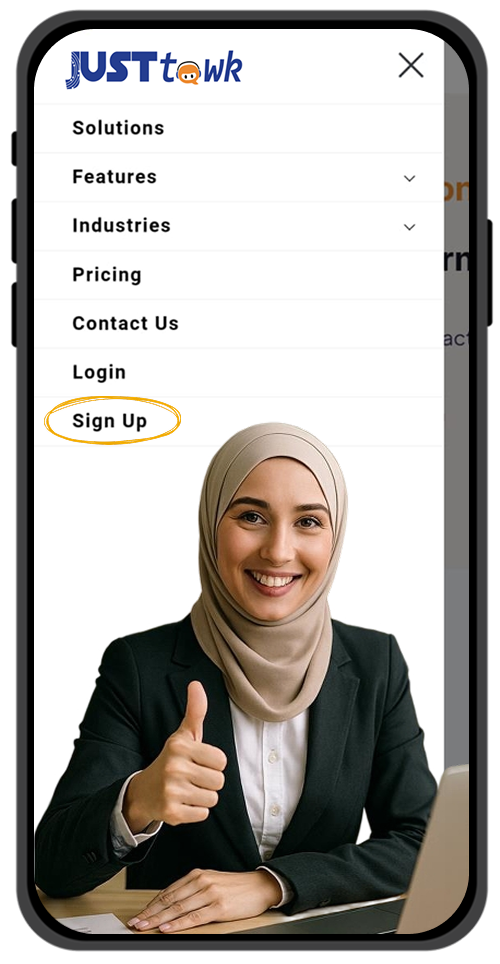 JUSTtawk
Solutions
Features
Industries
Pricing
Contact Us
Login
Sign Up